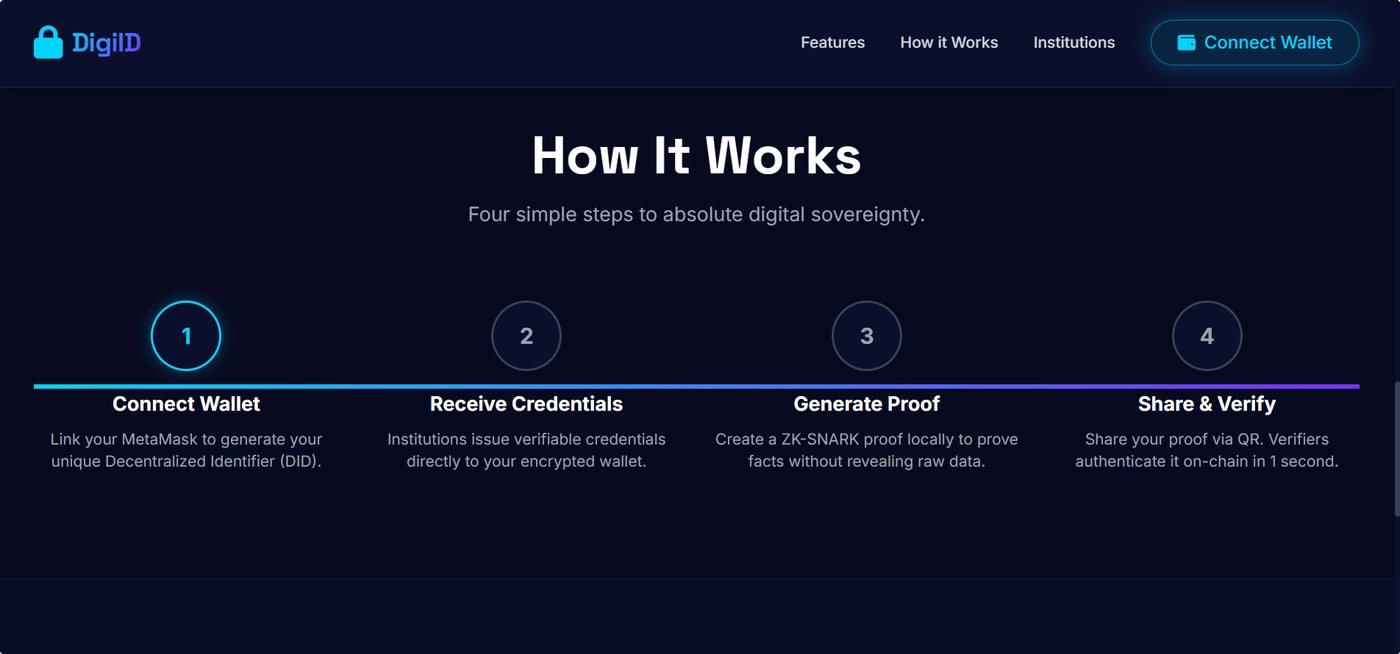 DigiID
Features
How it Works
Institutions
Connect Wallet
How It Works
Four simple steps to absolute digital sovereignty.
1
Connect Wallet
Link your MetaMask to generate your
unique Decentralized Identifier (DID).
2
Receive Credentials
Institutions issue verifiable credentials
directly to your encrypted wallet.
3
Generate Proof
Create a ZK-SNARK proof locally to prove
facts without revealing raw data.
4
Share & Verify
Share your proof via QR. Verifiers
authenticate it on-chain in 1 second.